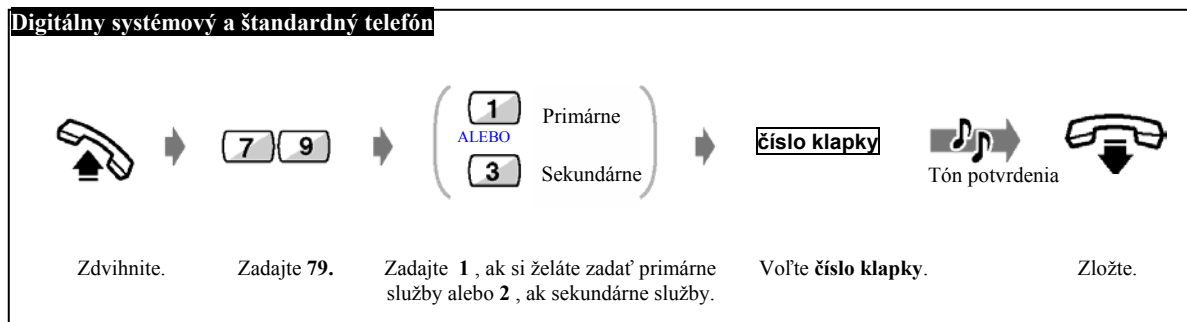 Digitálny systémový a štandardný telefón
1 Primárne
ALEBO
7 9
číslo klapky
3 Sekundárne
Tón potvrdenia
Zdvihnite.
Zadajte 79.
Zadajte 1 , ak si želáte zadať primárne
služby alebo 2 , ak sekundárne služby.
Voľte číslo klapky.
Zložte.